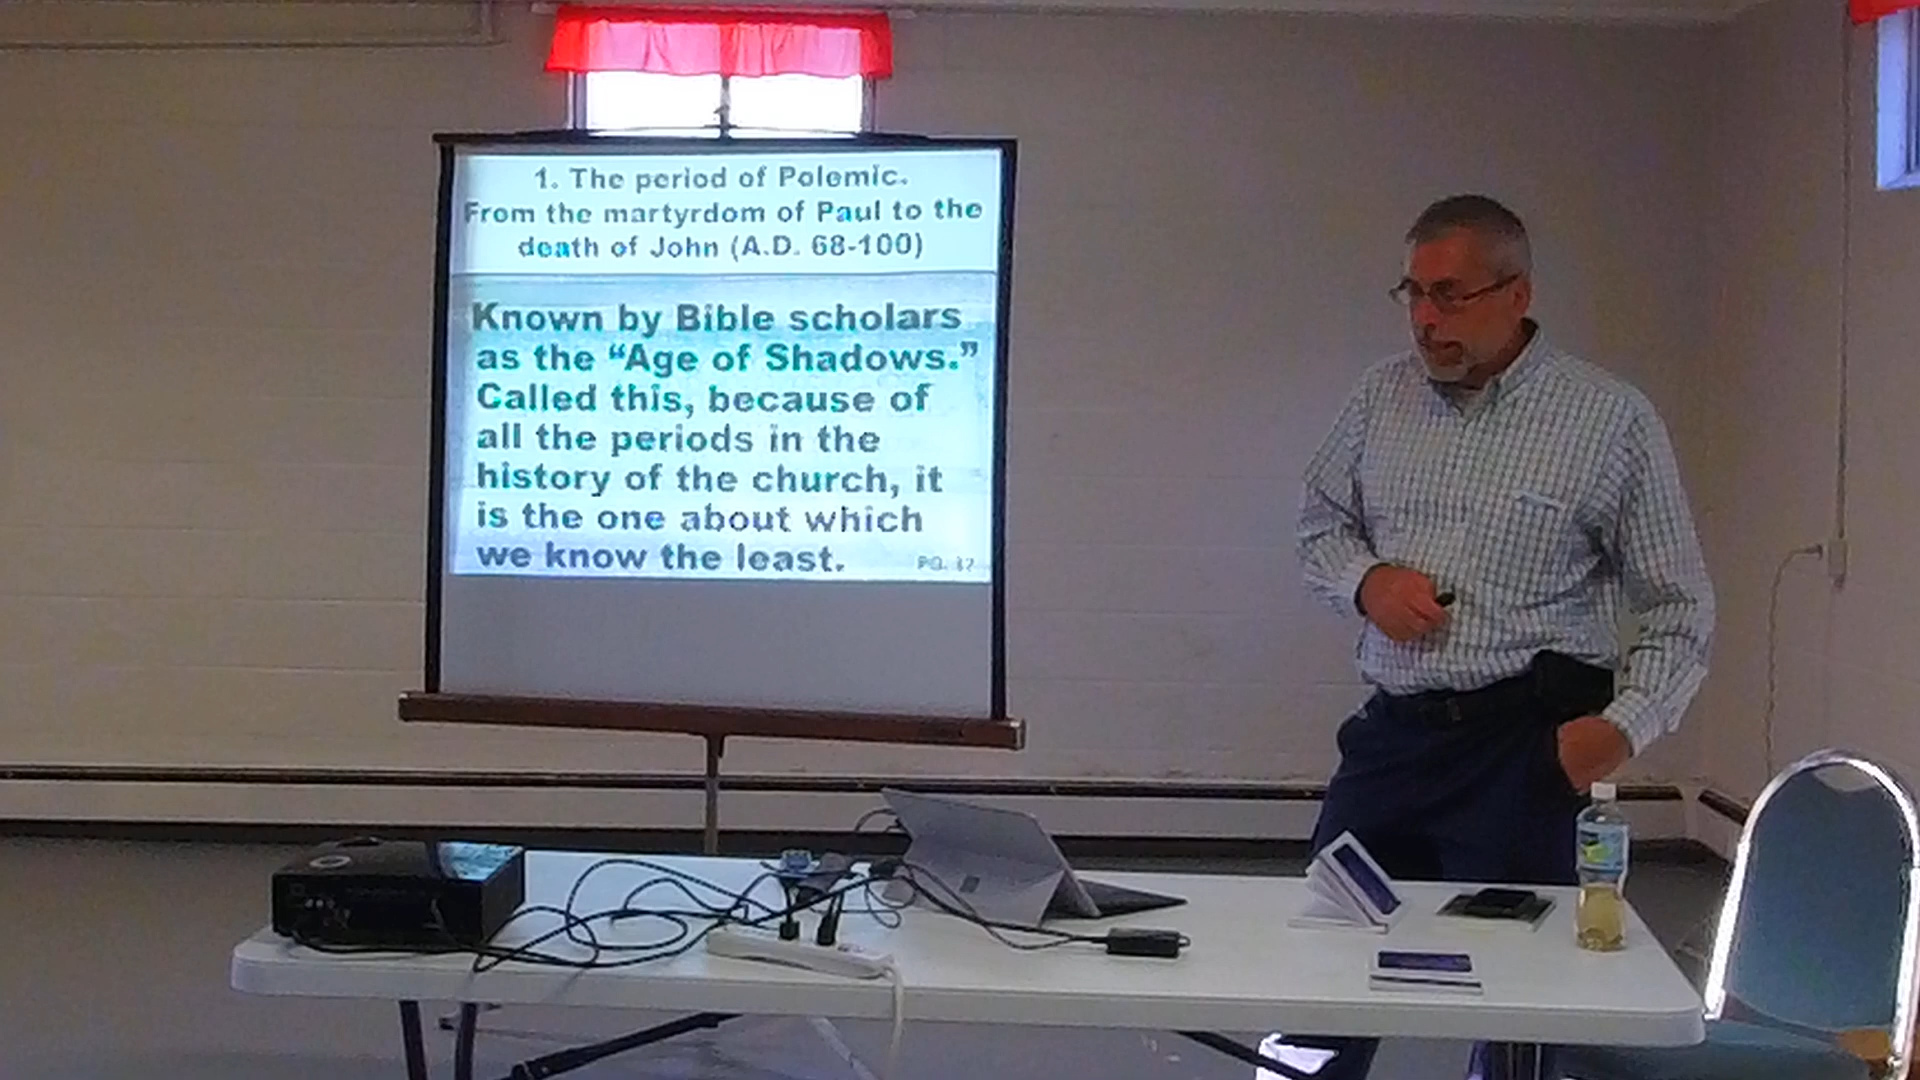 1. The period of Polemic.
From the martyrdom of Paul to the
death of John (A.D. 68-100)
Known by Bible scholars
as the “Age of Shadows.”
Called this, because of
all the periods in the
history of the church, it
is the one about which
we know the least.
PG.